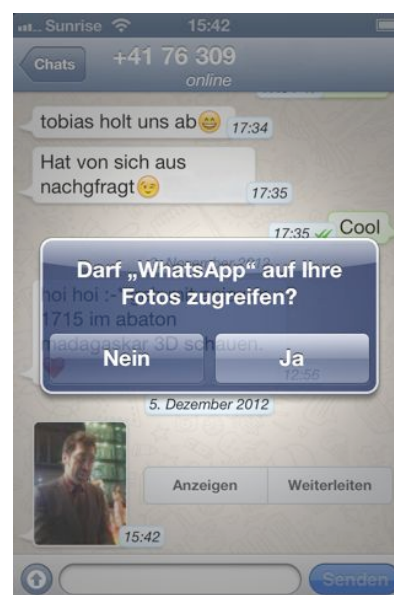 Sunrise 15:42
Chats
+41 76 309
online
tobias holt uns ab😄 17:34
Hat von sich aus
nachgfragt😉
17:35
17:35 Cool
Darf „WhatsApp“ auf Ihre
Fotos zugreifen?
hoi hoi :-)
1715 im abaton
madagaskar 3D schauen.
Nein
Ja
12:56
5. Dezember 2012
Anzeigen
Weiterleiten
15:42
Senden